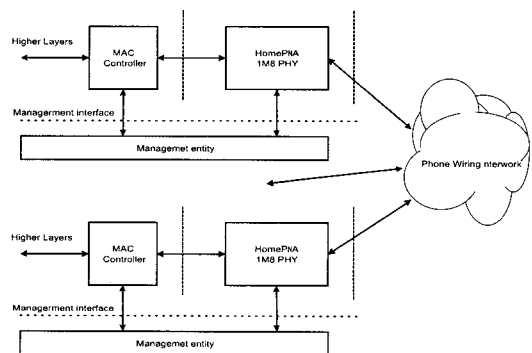 Higher Layers
MAC
Controller
HomePNA
1M8 PHY
Managerment interface
Managemet entity
Phone Wiring nterwork
Higher Layers
MAC
Controller
HomePNA
1M8 PHY
Managerment interface
Managemet entity